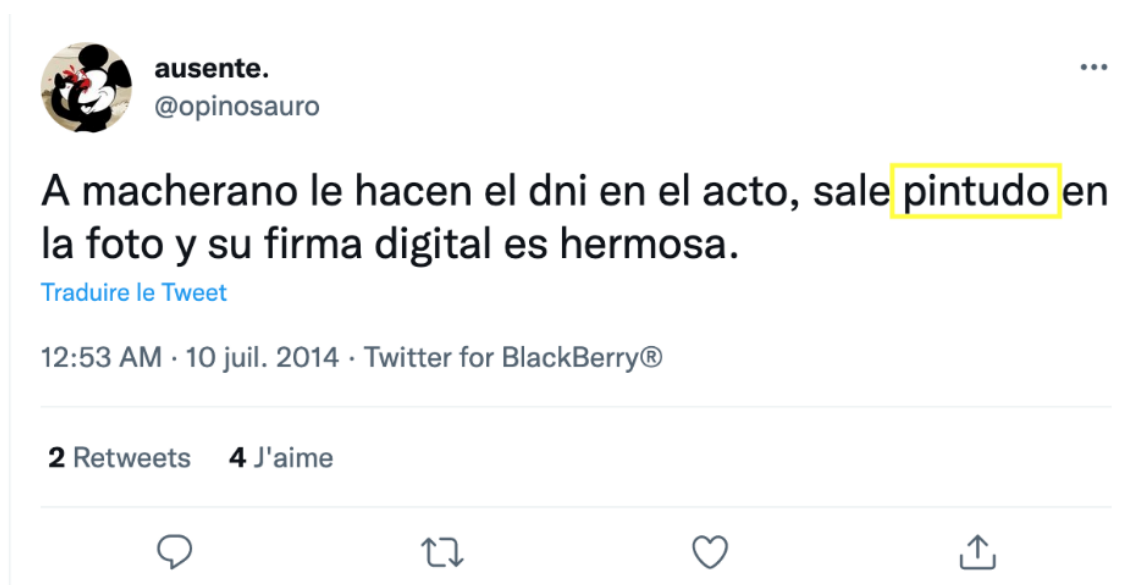 ausente.
@opinosauro
A macherano le hacen el dni en el acto, sale pintudo en
la foto y su firma digital es hermosa.
Traduire le Tweet
12:53 AM · 10 juil. 2014 · Twitter for BlackBerry®
2 Retweets 4 J'aime